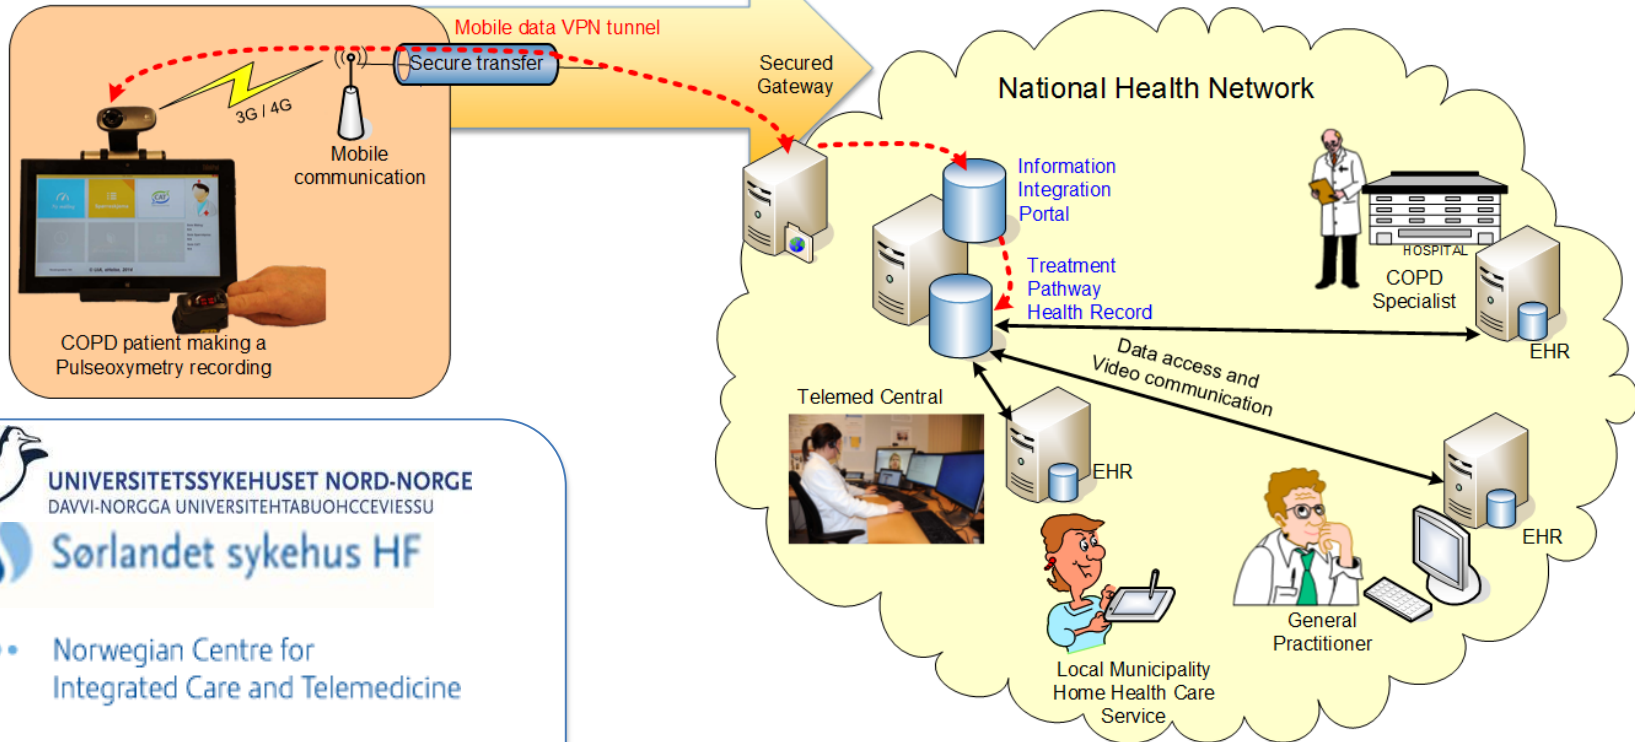 Mobile data VPN tunnel
Secure transfer
3G / 4G
Mobile
communication
CAT
COPD patient making a
Pulseoxymetry recording
Secured
Gateway
National Health Network
Information
Integration
Portal
Treatment
Pathway
Health Record
HOSPITAL
COPD
Specialist
EHR
Data access and
Video communication
Telemed Central
EHR
EHR
General
Practitioner
Local Municipality
Home Health Care
Service
UNIVERSITETSSYKEHUSET NORD-NORGE
DAVVI-NORGGA UNIVERSITEHTABUOHCCEVIESSU
Sørlandet sykehus HF
Norwegian Centre for
Integrated Care and Telemedicine